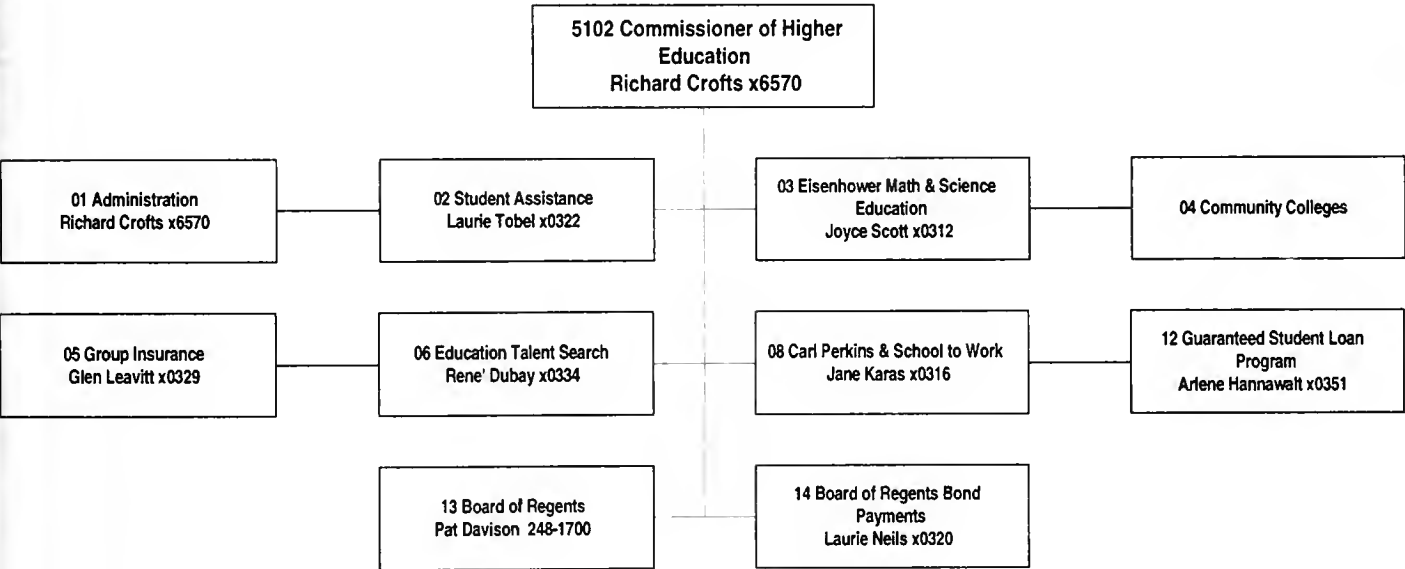 5102 Commissioner of Higher
Education
Richard Crofts x6570
01 Administration
Richard Crofts x6570
02 Student Assistance
Laurie Tobel x0322
03 Eisenhower Math & Science
Education
Joyce Scott x0312
04 Community Colleges
05 Group Insurance
Glen Leavitt x0329
06 Education Talent Search
Rene' Dubay x0334
08 Carl Perkins & School to Work
Jane Karas x0316
12 Guaranteed Student Loan
Program
Arlene Hannawalt x0351
13 Board of Regents
Pat Davison 248-1700
14 Board of Regents Bond
Payments
Laurie Neils x0320